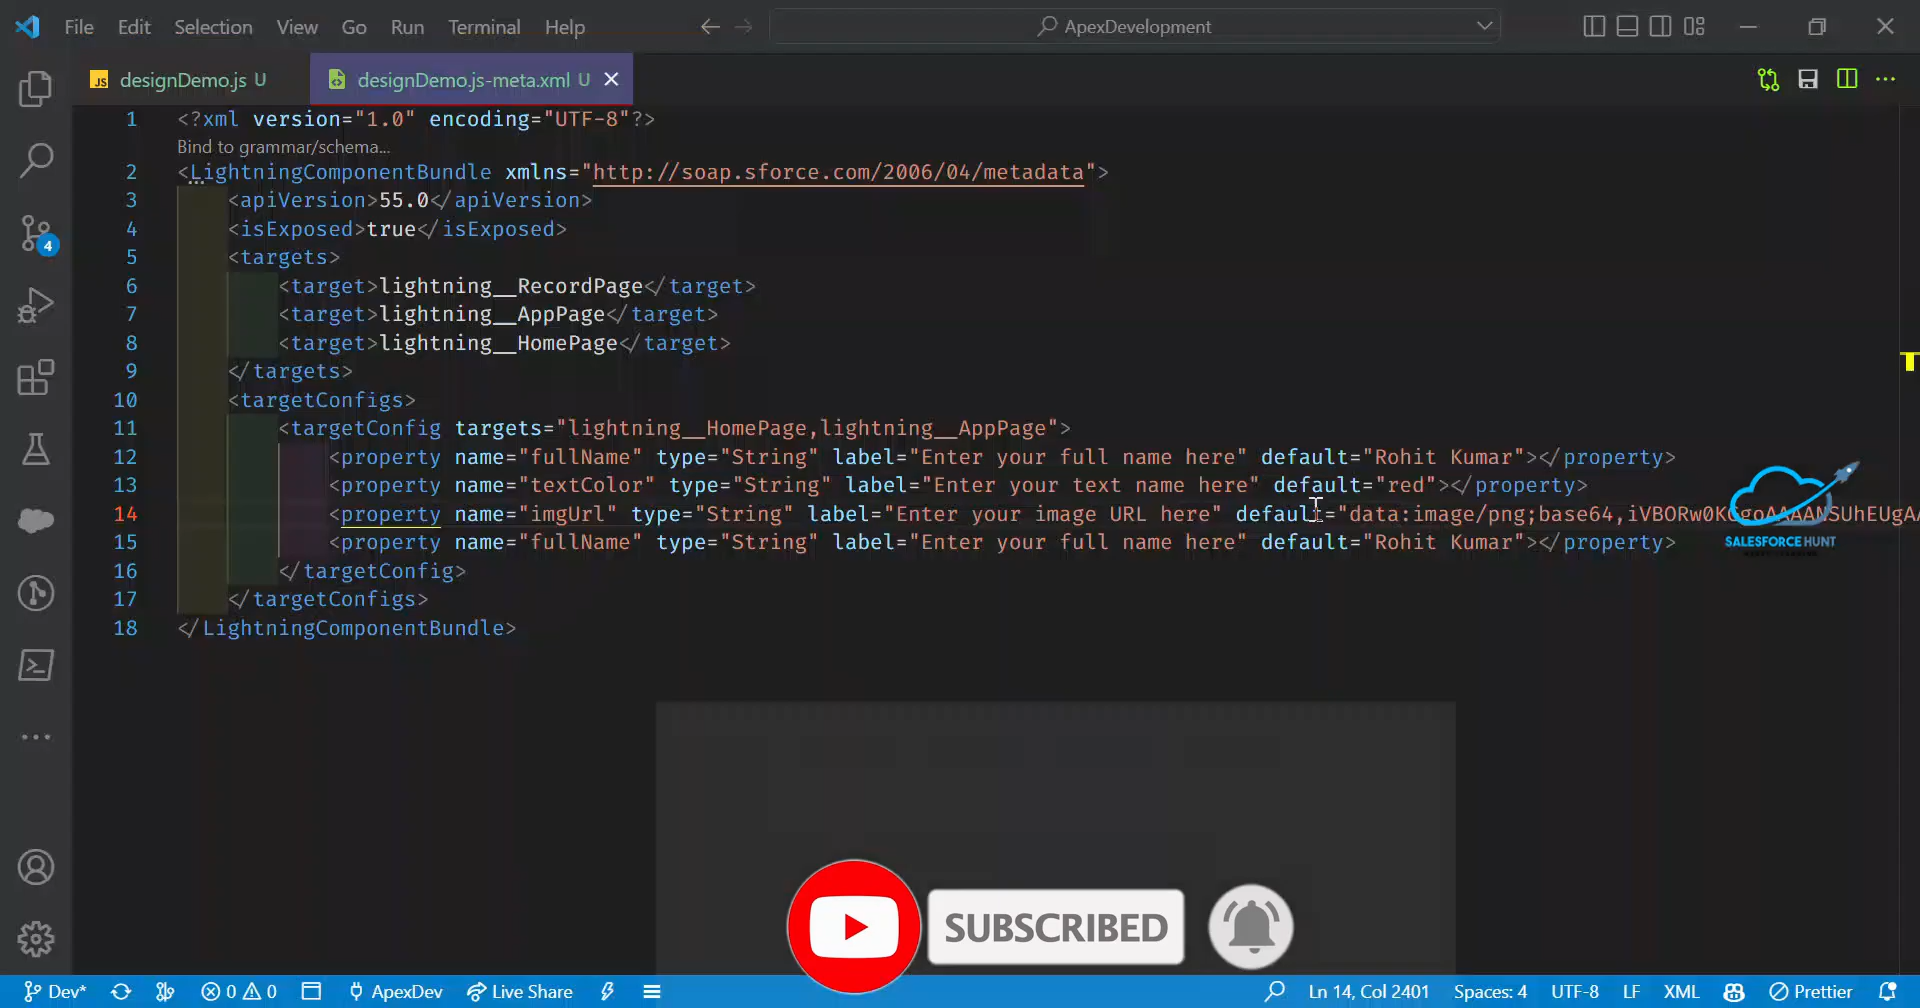 File Edit Selection View Go Run Terminal Help ApexDevelopment
JS designDemo.js U designDemo.js-meta.xml U
1 <?xml version="1.0" encoding="UTF-8"?>
Bind to grammar/schema...
2 <LightningComponentBundle xmlns="http://soap.sforce.com/2006/04/metadata">
3 <apiVersion>55.0</apiVersion>
4 <isExposed>true</isExposed>
5 <targets>
6 <target>lightning__RecordPage</target>
7 <target>lightning__AppPage</target>
8 <target>lightning__HomePage</target>
9 </targets>
10 <targetConfigs>
11 <targetConfig targets="lightning__HomePage,lightning__AppPage">
12 <property name="fullName" type="String" label="Enter your full name here" default="Rohit Kumar"></property>
13 <property name="textColor" type="String" label="Enter your text name here" default="red"></property>
14 <property name="imgUrl" type="String" label="Enter your image URL here" default="data:image/png;base64,iVBORw0KGgoAAAANSUhEUgAA
15 <property name="fullName" type="String" label="Enter your full name here" default="Rohit Kumar"></property>
16 </targetConfig>
17 </targetConfigs>
18 </LightningComponentBundle>
SALESFORCE HUNT
4
SUBSCRIBED
Dev* 0 0 ApexDev Live Share Ln 14, Col 2401 Spaces: 4 UTF-8 LF XML Prettier